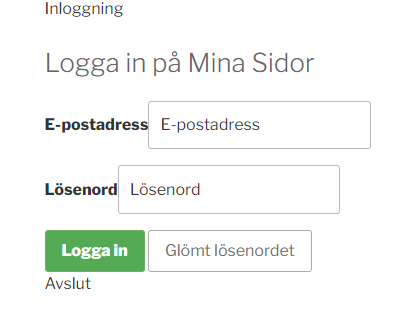 Inloggning
Logga in på Mina Sidor
E-postadress E-postadress
Lösenord Lösenord
Logga in Glömt lösenordet
Avslut